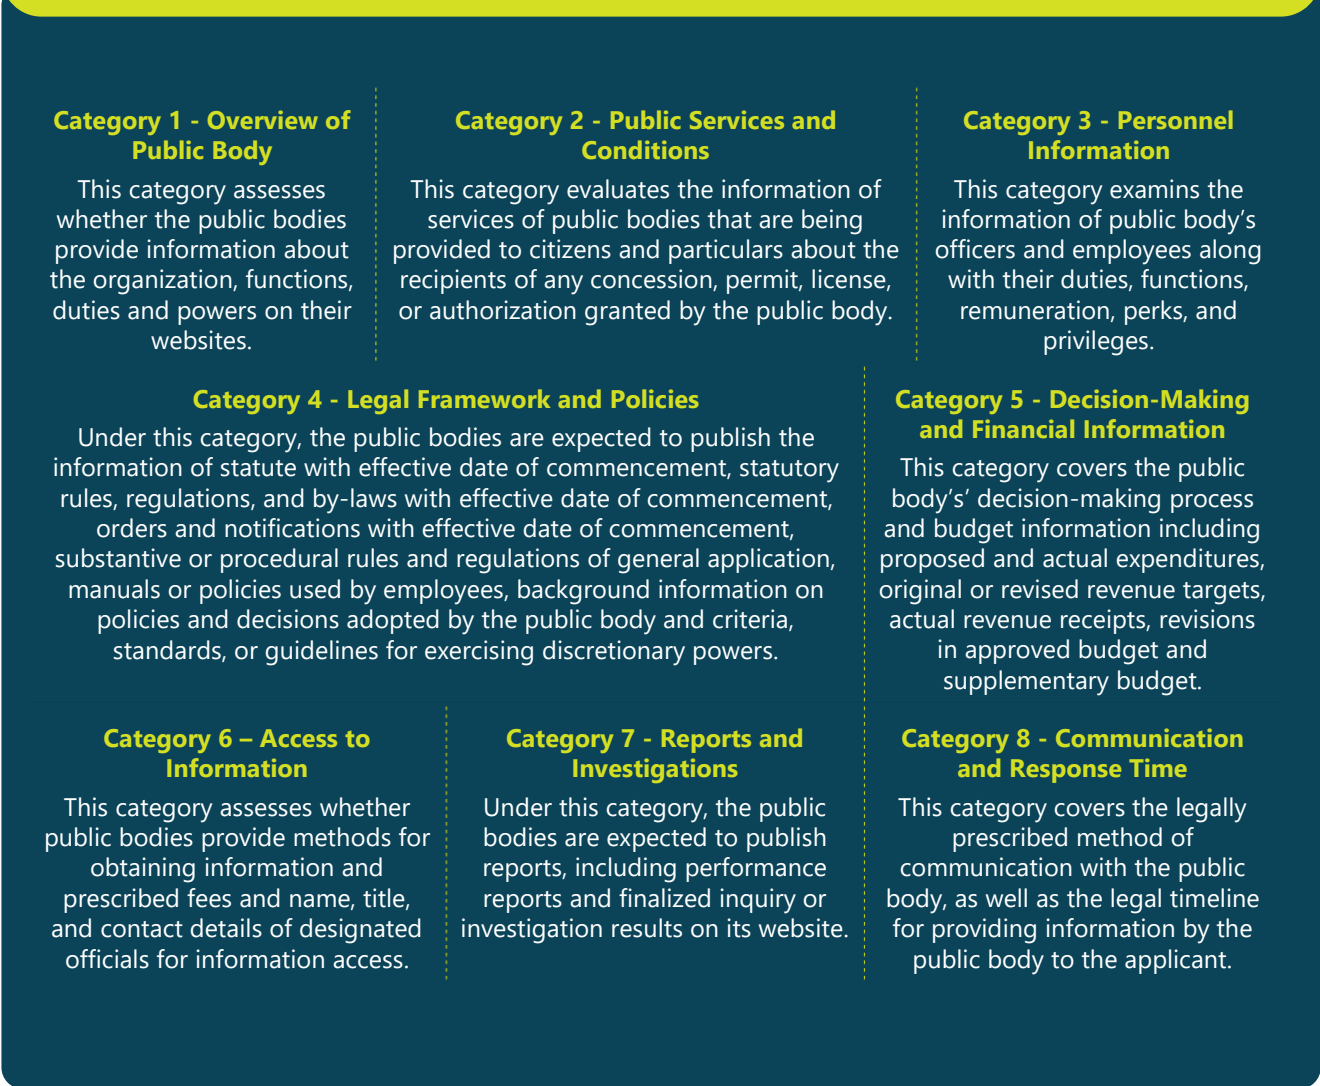 Category 1 - Overview of
Public Body
This category assesses
whether the public bodies
provide information about
the organization, functions,
duties and powers on their
websites.
Category 2 - Public Services and
Conditions
This category evaluates the information of
services of public bodies that are being
provided to citizens and particulars about the
recipients of any concession, permit, license,
or authorization granted by the public body.
Category 3 - Personnel
Information
This category examines the
information of public body’s
officers and employees along
with their duties, functions,
remuneration, perks, and
privileges.
Category 4 - Legal Framework and Policies
Under this category, the public bodies are expected to publish the
information of statute with effective date of commencement, statutory
rules, regulations, and by-laws with effective date of commencement,
orders and notifications with effective date of commencement,
substantive or procedural rules and regulations of general application,
manuals or policies used by employees, background information on
policies and decisions adopted by the public body and criteria,
standards, or guidelines for exercising discretionary powers.
Category 5 - Decision-Making
and Financial Information
This category covers the public
body’s’ decision-making process
and budget information including
proposed and actual expenditures,
original or revised revenue targets,
actual revenue receipts, revisions
in approved budget and
supplementary budget.
Category 6 – Access to
Information
This category assesses whether
public bodies provide methods for
obtaining information and
prescribed fees and name, title,
and contact details of designated
officials for information access.
Category 7 - Reports and
Investigations
Under this category, the public
bodies are expected to publish
reports, including performance
reports and finalized inquiry or
investigation results on its website.
Category 8 - Communication
and Response Time
This category covers the legally
prescribed method of
communication with the public
body, as well as the legal timeline
for providing information by the
public body to the applicant.